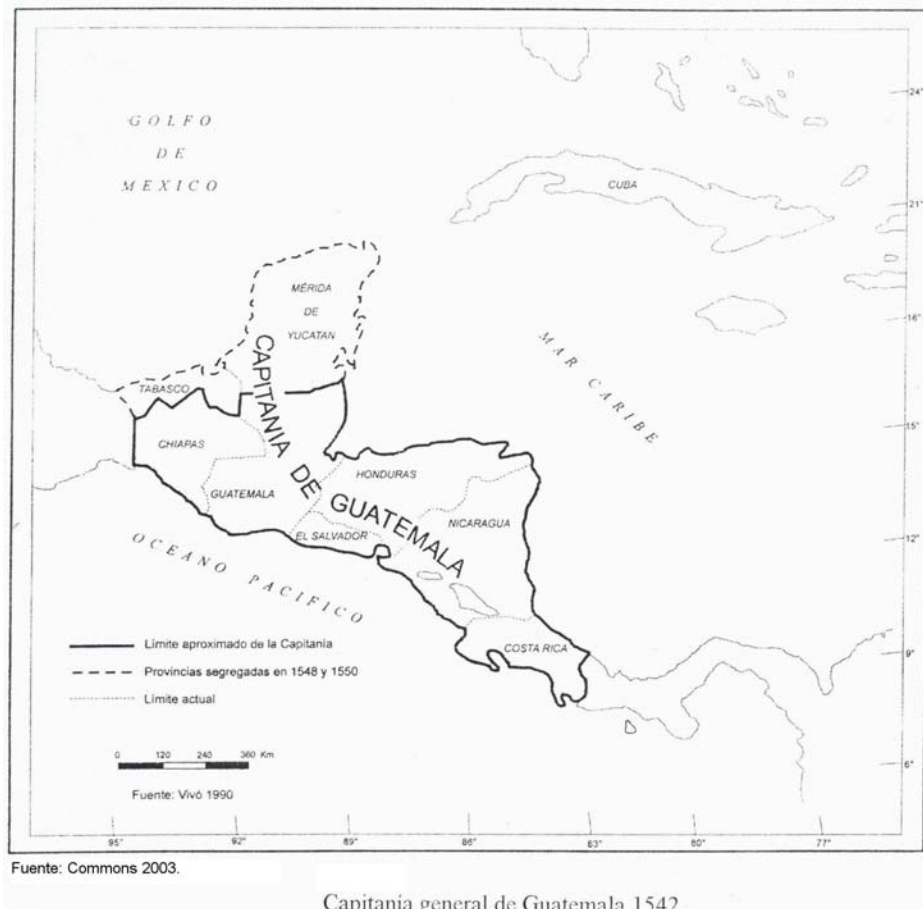 GOLFO
DE
MEXICO
CUBA
24°
21°
MÉRIDA
DE
YUCATAN
16°
MAR CARIBE
TABASCO
CAPITANIA DE GUATEMALA
15°
CHIAPAS
HONDURAS
GUATEMALA
NICARAGUA
EL SALVADOR
12°
OCEANO PACIFICO
COSTA RICA
9°
Límite aproximado de la Capitanía
Provincias segregadas en 1548 y 1550
Límite actual
6°
0 120 240 360 Km
Fuente: Vivó 1990
95° 92° 89° 86° 83° 80° 77°
Fuente: Commons 2003.
Capitanía general de Guatemala 1542